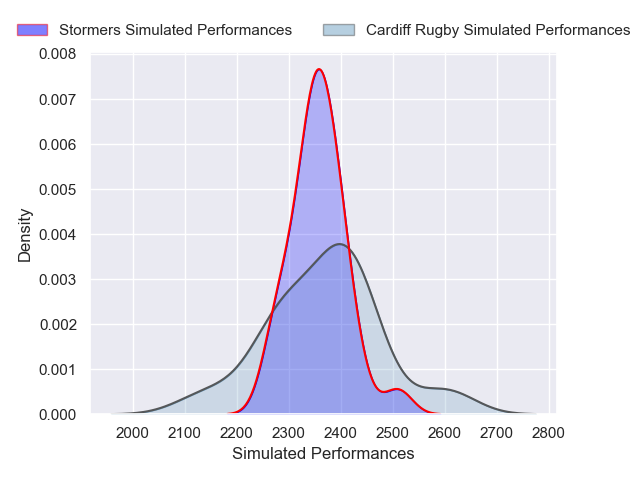 Stormers Simulated Performances
Cardiff Rugby Simulated Performances
0.008
0.007
0.006
0.005
0.004
0.003
0.002
0.001
0.000
Density
2000 2100 2200 2300 2400 2500 2600 2700 2800
Simulated Performances